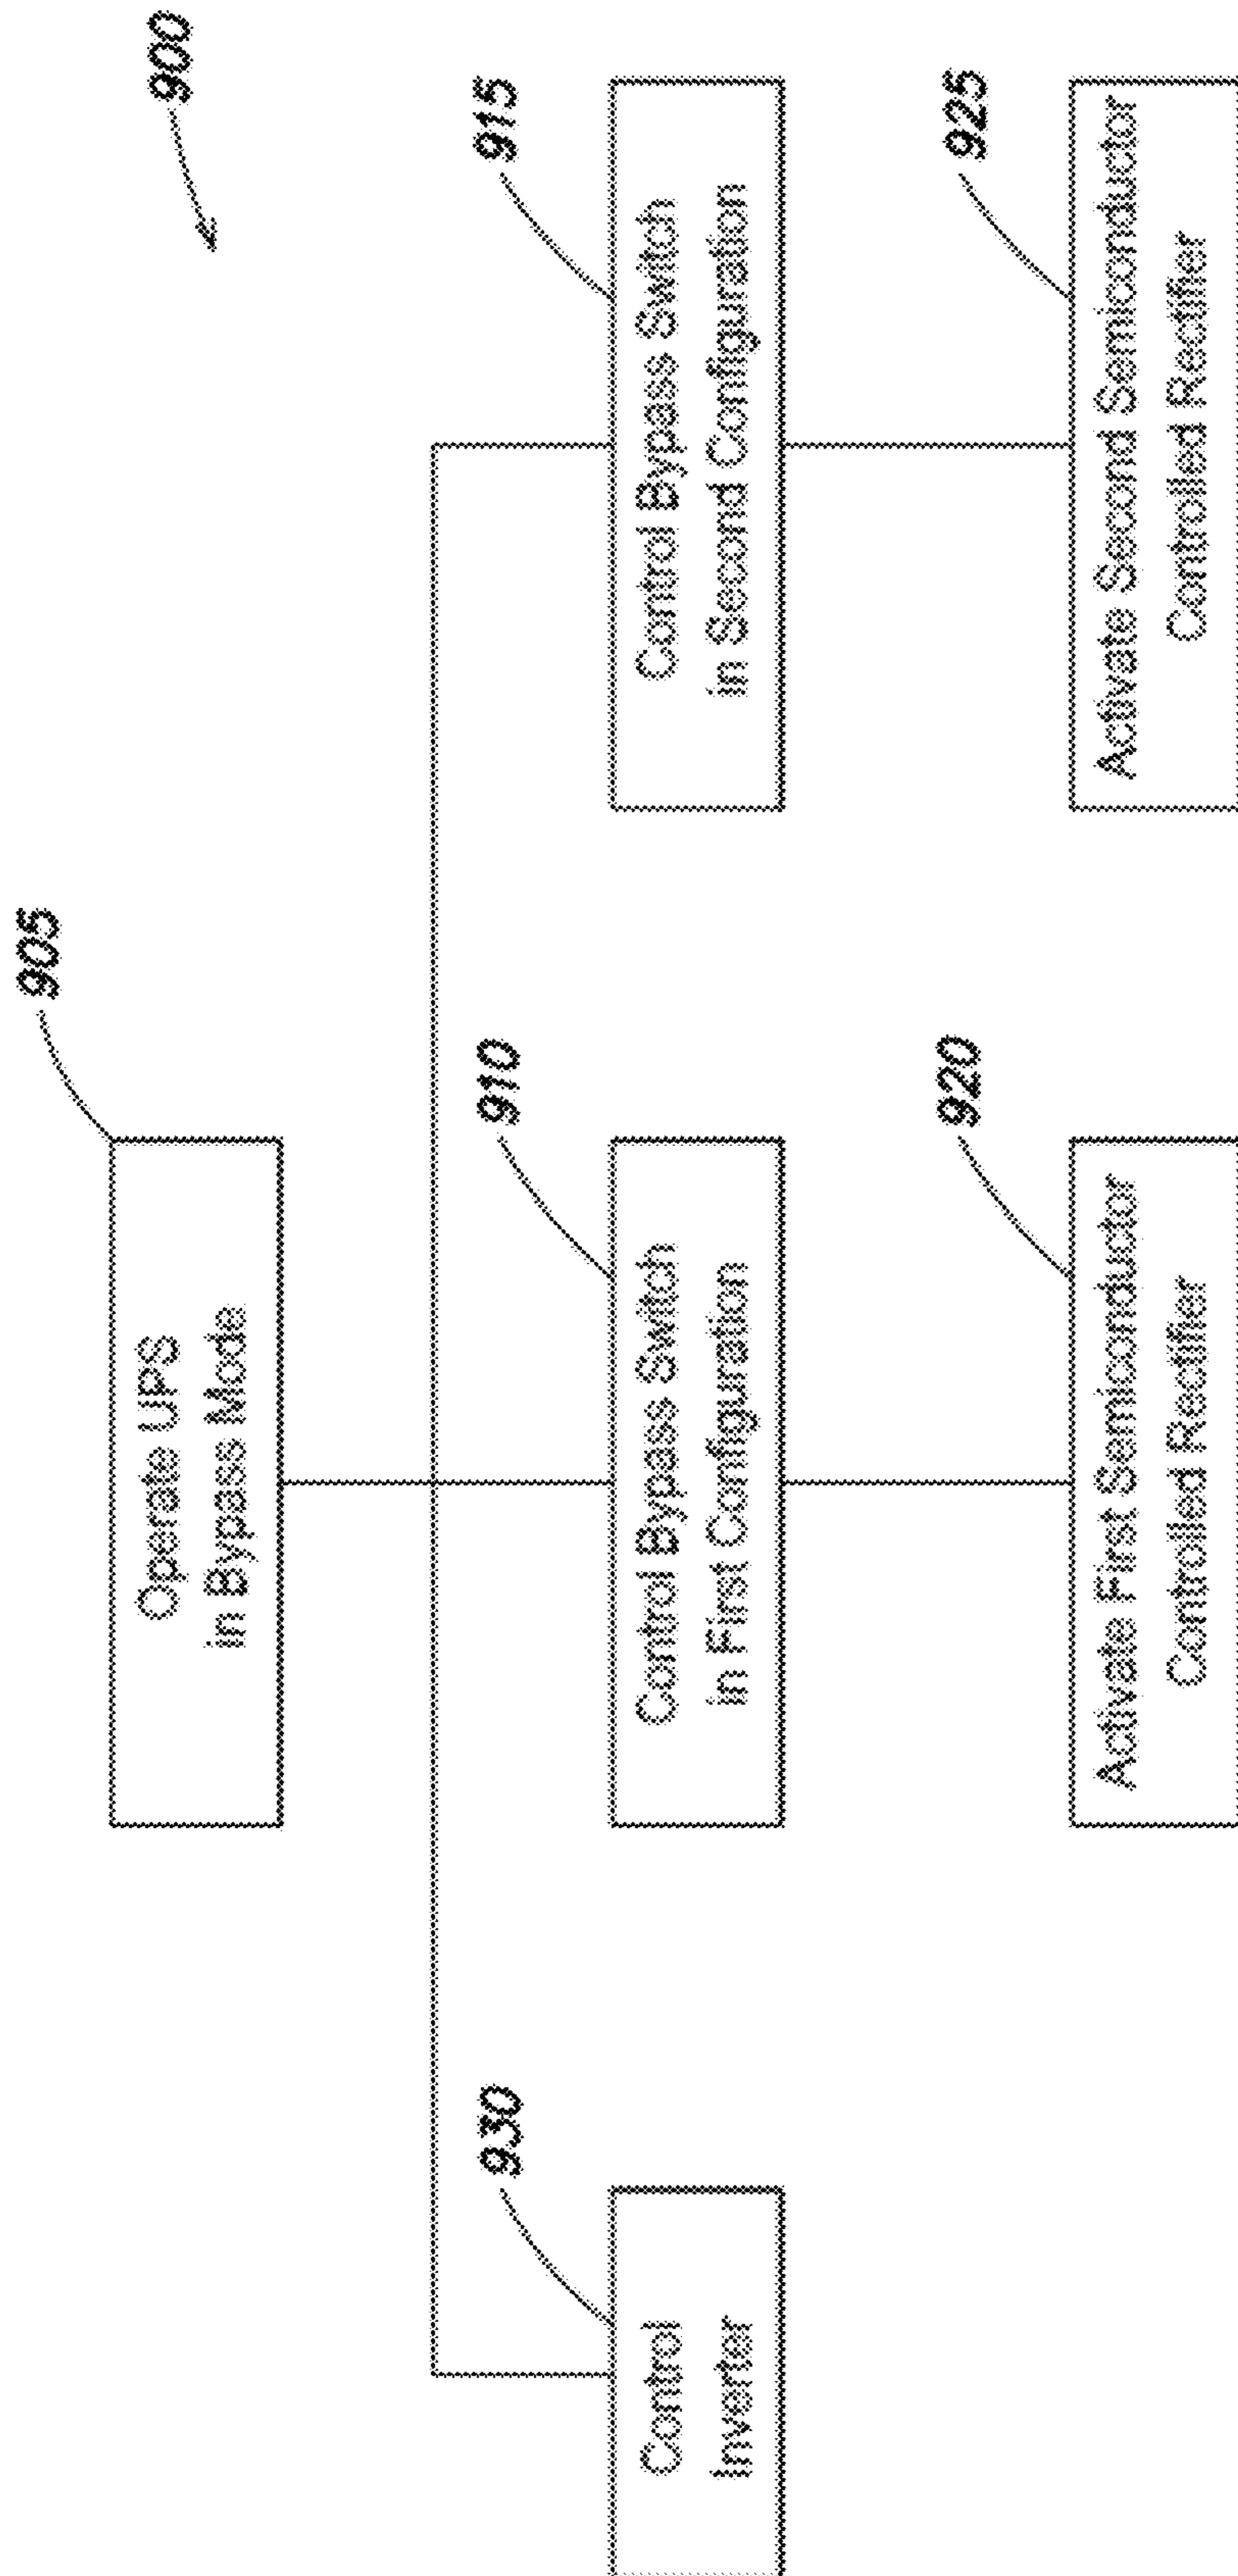 900
905
Operate UPS
in Bypass Mode
930
Control
Inverter
910
Control Bypass Switch
in First Configuration
915
Control Bypass Switch
in Second Configuration
920
Activate First Semiconductor
Controlled Rectifier
925
Activate Second Semiconductor
Controlled Rectifier